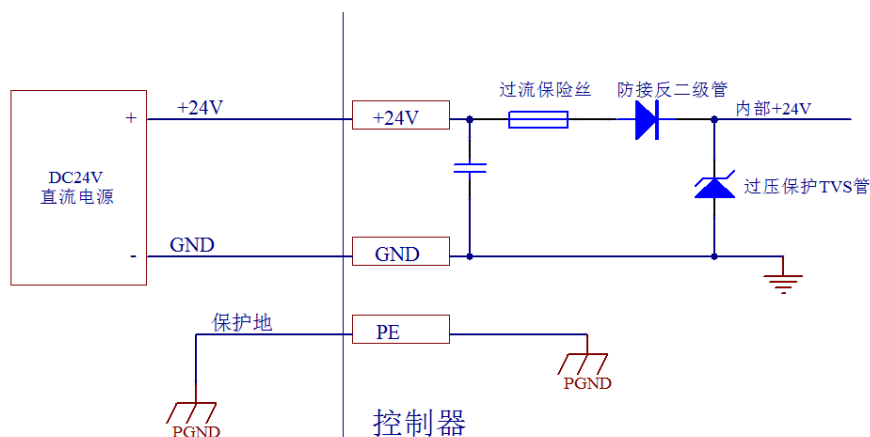 过流保险丝
防接反二级管
+24V
+24V
内部+24V
+
DC24V
直流电源
过压保护TVS管
-
GND
GND
保护地
PE
PGND
PGND
控制器